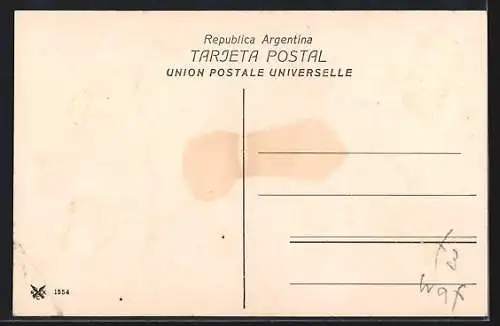 Republica Argentina
TARJETA POSTAL
UNION POSTALE UNIVERSELLE
1554